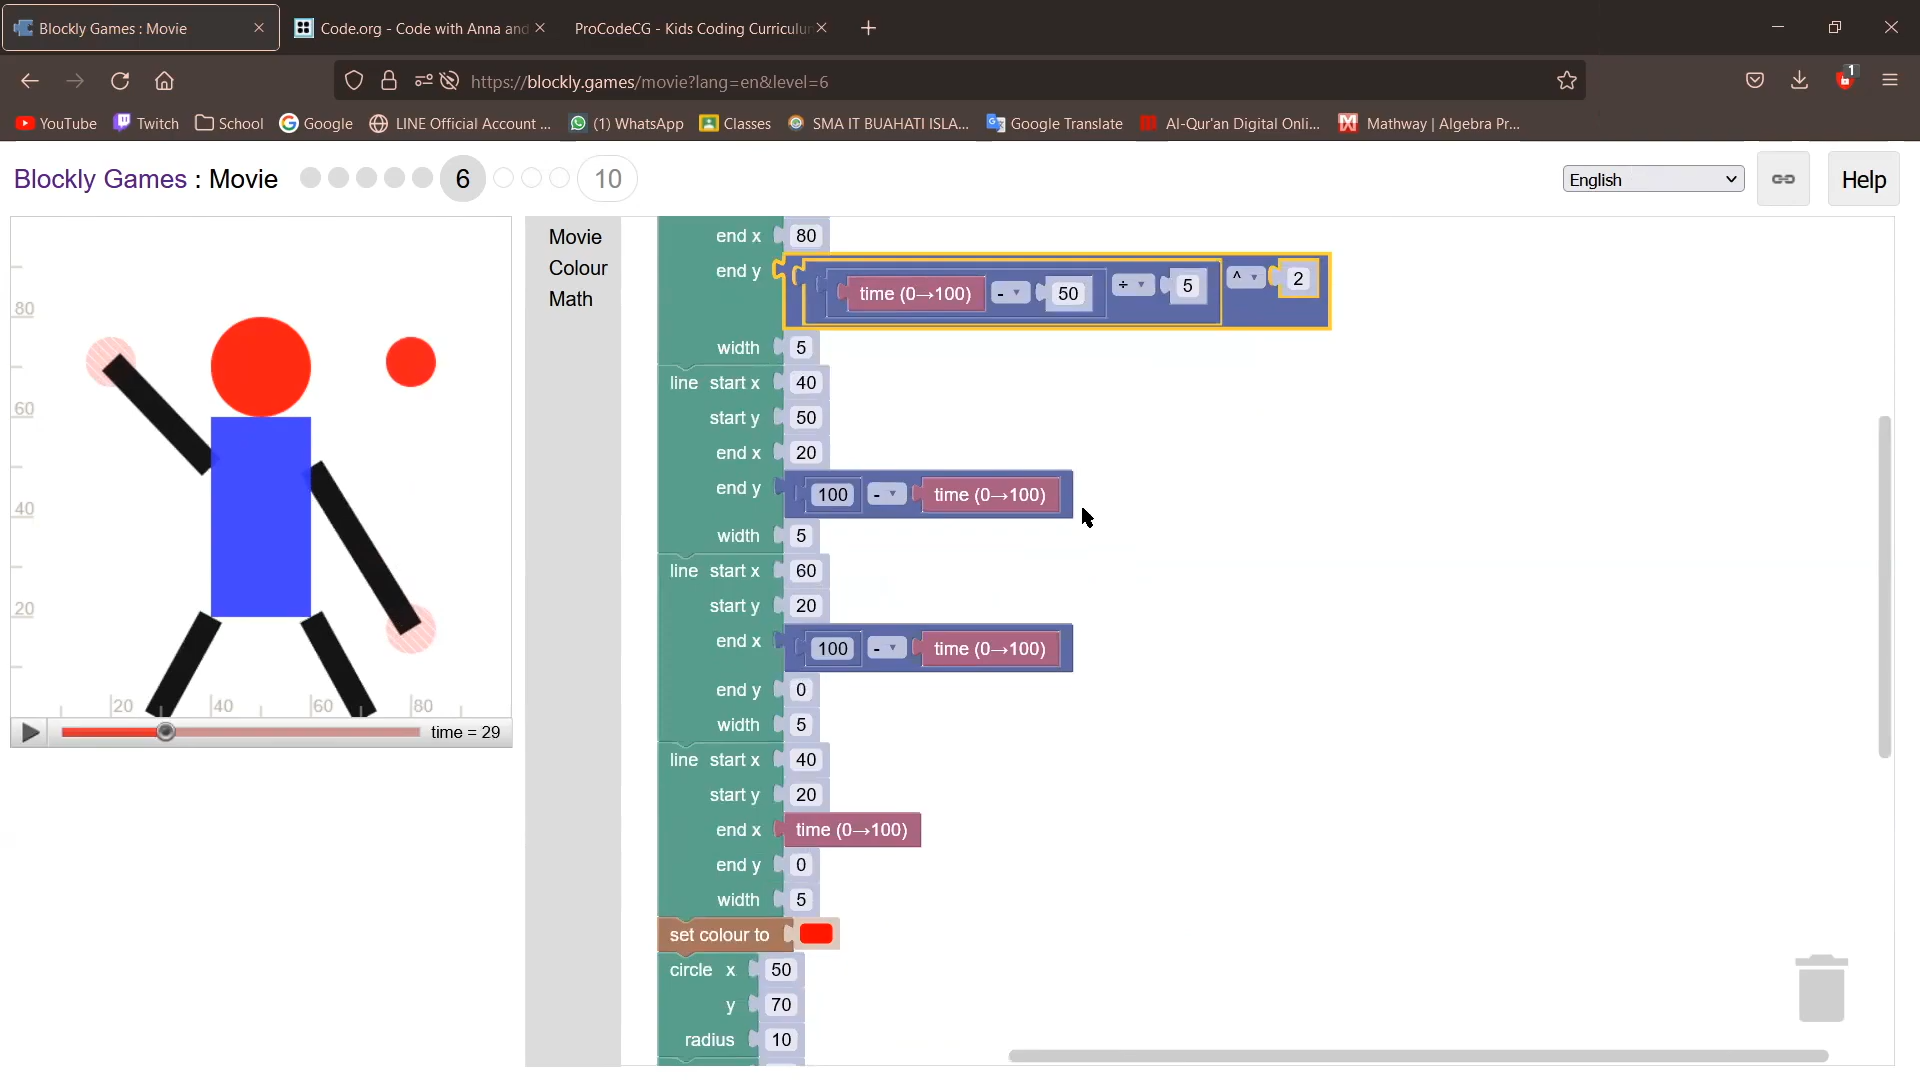 Blockly Games : Movie
Code.org - Code with Anna and
ProCodeCG - Kids Coding Curriculu
https://blockly.games/movie?lang=en&level=6
1
YouTube
Twitch
School
Google
LINE Official Account ...
(1) WhatsApp
Classes
SMA IT BUAHATI ISLA...
Google Translate
Al-Qur'an Digital Onli...
Mathway | Algebra Pr...
Blockly Games : Movie
6
10
English
Help
80
60
40
20
20
40
60
80
time = 29
Movie
Colour
Math
end x 80
end y time (0→100) - 50 ÷ 5 ^ 2
width 5
line start x 40
start y 50
end x 20
end y 100 - time (0→100)
width 5
line start x 60
start y 20
end x 100 - time (0→100)
end y 0
width 5
line start x 40
start y 20
end x time (0→100)
end y 0
width 5
set colour to
circle x 50
y 70
radius 10